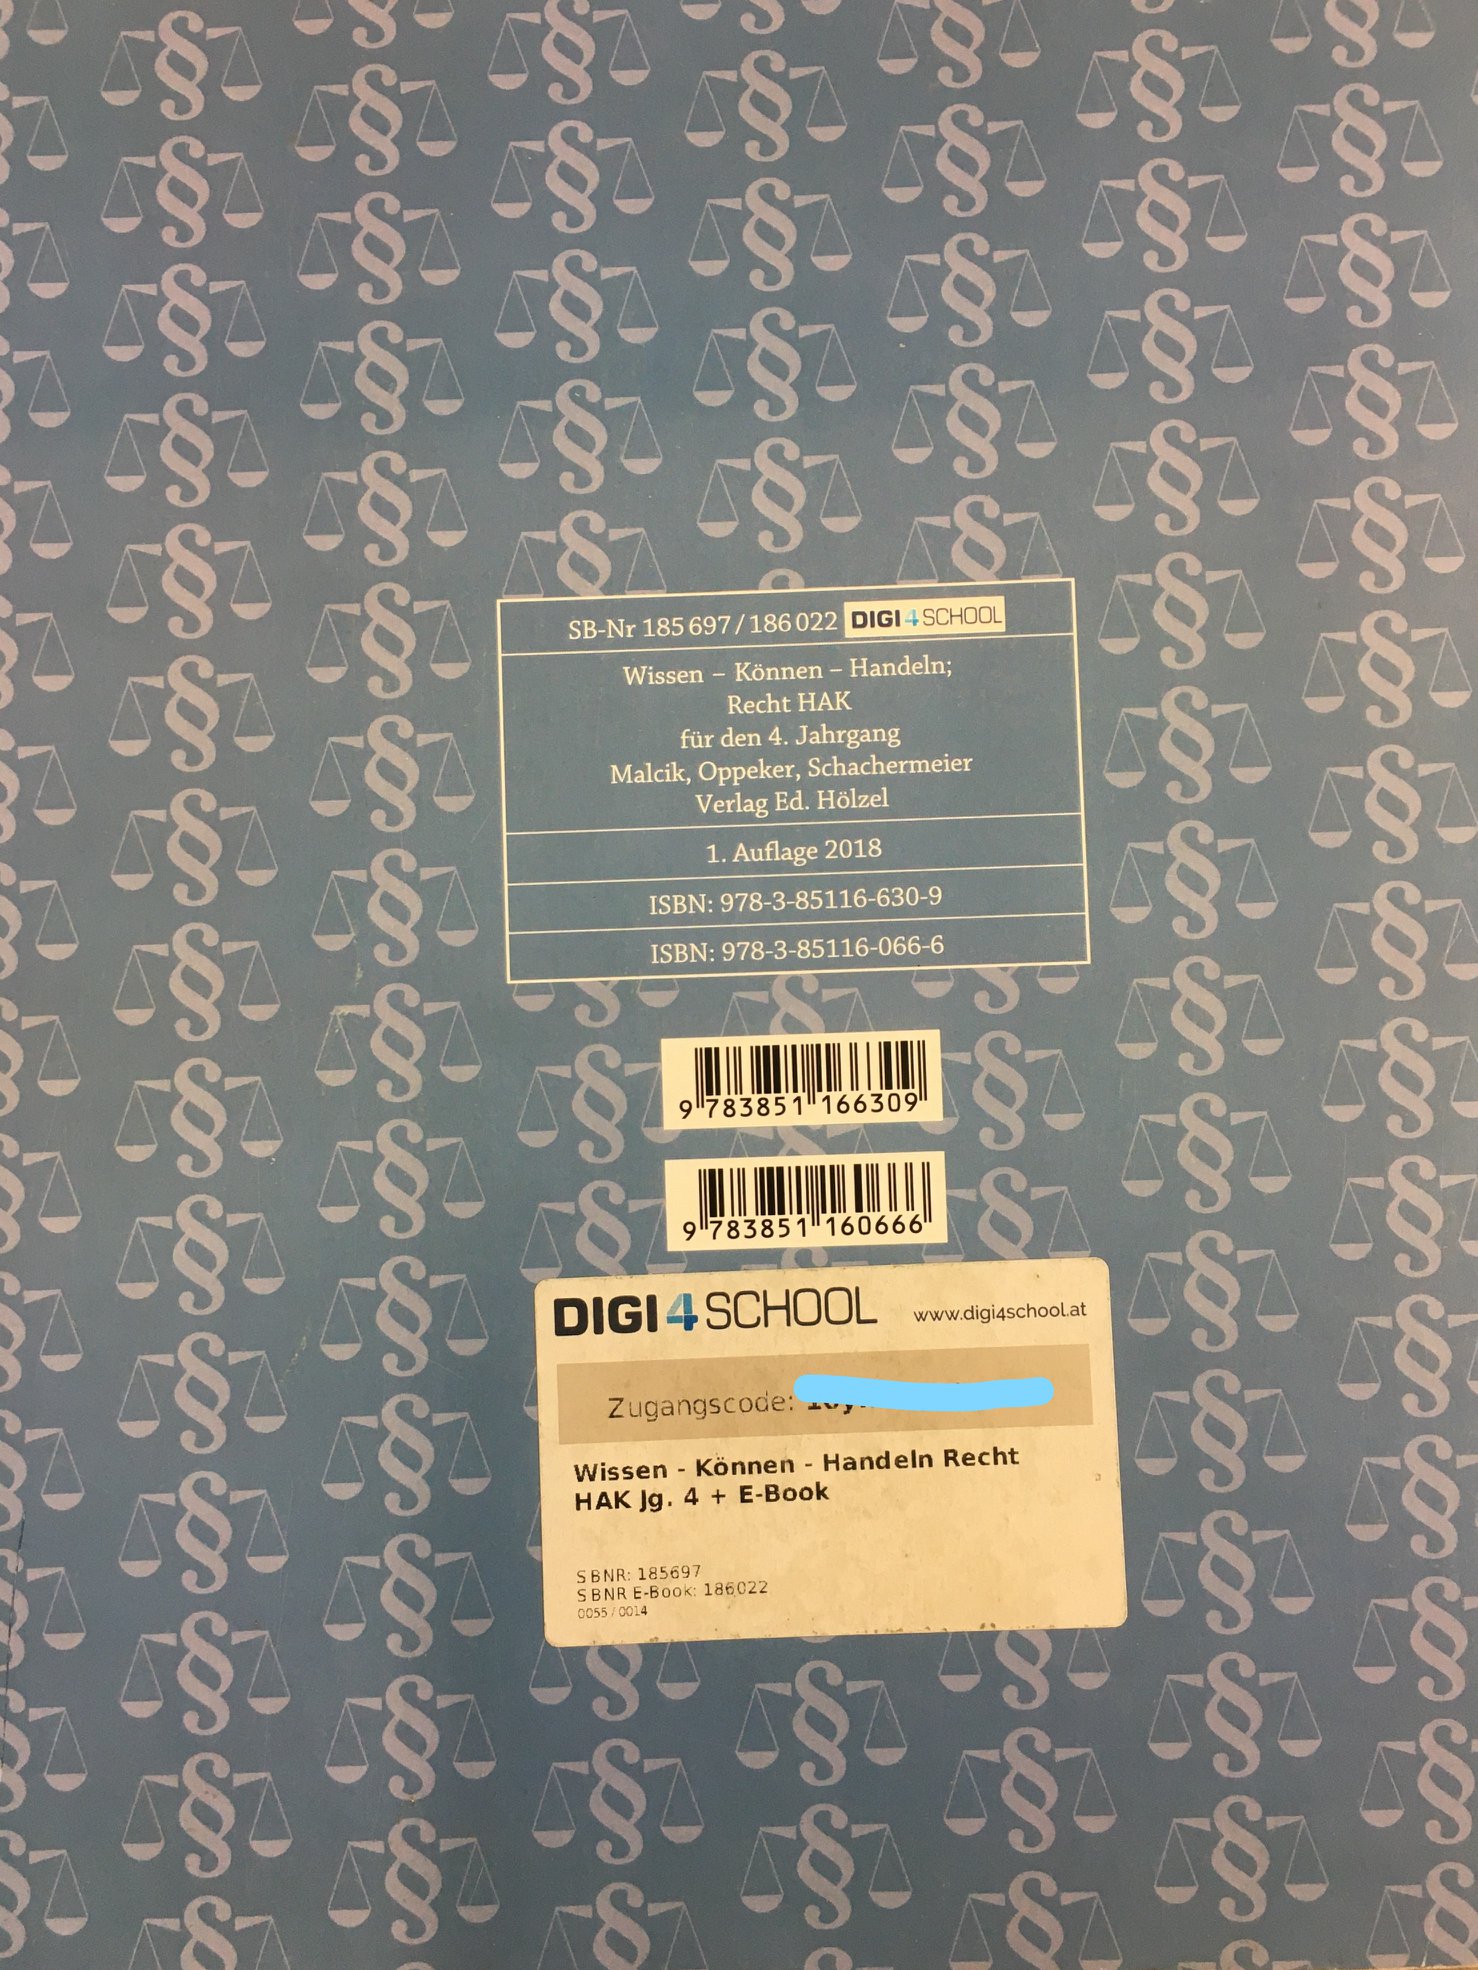 SB-Nr 185 697 / 186 022 DIGI4SCHOOL
Wissen – Können – Handeln;
Recht HAK
für den 4. Jahrgang
Malcik, Oppeker, Schachermeier
Verlag Ed. Hölzel
1. Auflage 2018
ISBN: 978-3-85116-630-9
ISBN: 978-3-85116-066-6
9 783851 166309
9 783851 160666
DIGI4SCHOOL www.digi4school.at
Zugangscode:
Wissen - Können - Handeln Recht
HAK Jg. 4 + E-Book
SBNR: 185697
SBNR E-Book: 186022
0055 / 0014